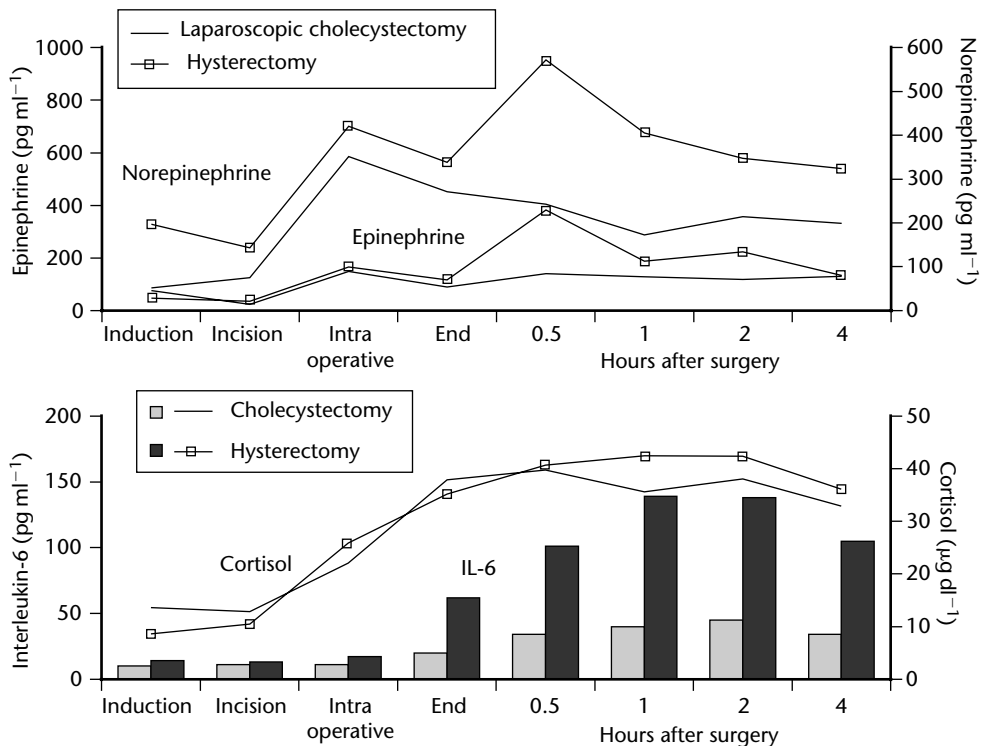 Laparoscopic cholecystectomy
Hysterectomy
Epinephrine (pg ml−1)
1000
800
600
400
200
0
Norepinephrine (pg ml−1)
600
500
400
300
200
100
0
Norepinephrine
Epinephrine
Induction Incision Intra operative End 0.5 1 2 4
Hours after surgery
Cholecystectomy
Hysterectomy
Interleukin-6 (pg ml−1)
200
150
100
50
0
Cortisol (µg dl−1)
50
40
30
20
10
0
Cortisol
IL-6
Induction Incision Intra operative End 0.5 1 2 4
Hours after surgery